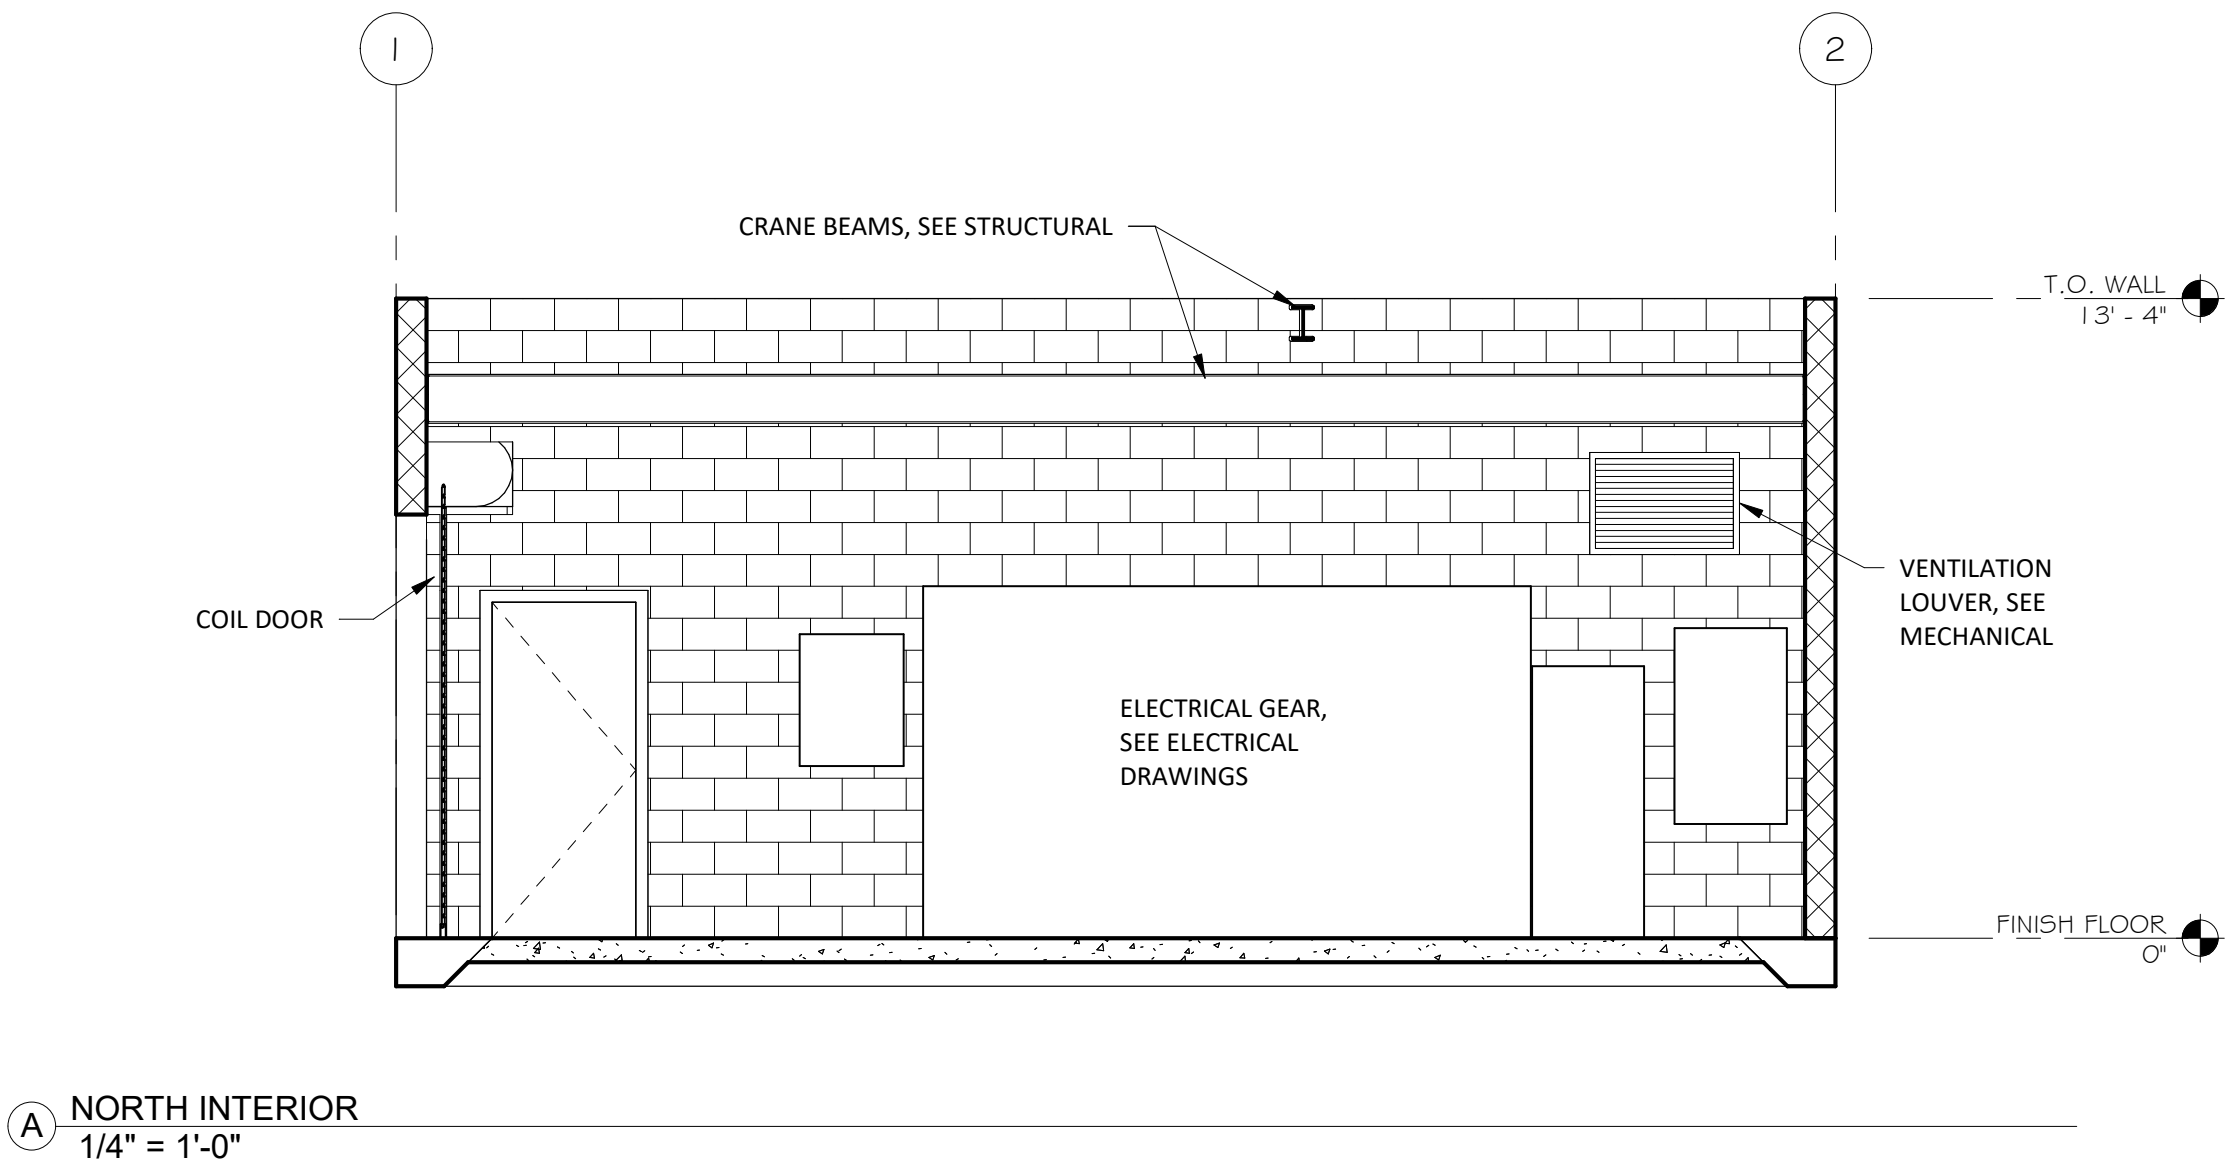 1
2
CRANE BEAMS, SEE STRUCTURAL
T.O. WALL
13' - 4"
COIL DOOR
VENTILATION
LOUVER, SEE
MECHANICAL
ELECTRICAL GEAR,
SEE ELECTRICAL
DRAWINGS
FINISH FLOOR
0"
A
NORTH INTERIOR
1/4" = 1'-0"